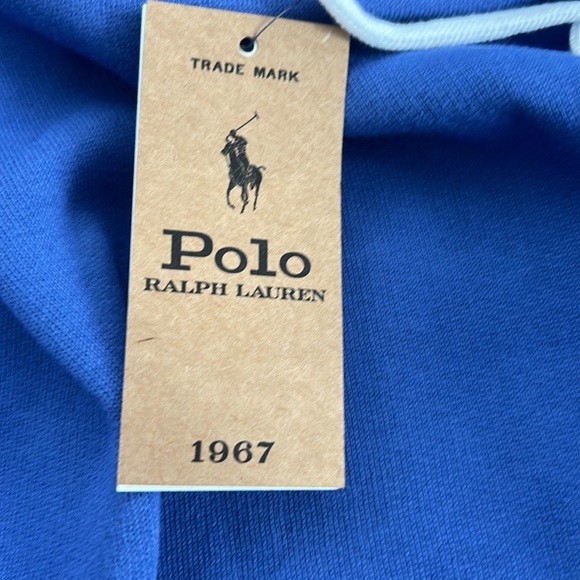 TRADE MARK
Polo
RALPH LAUREN
1967